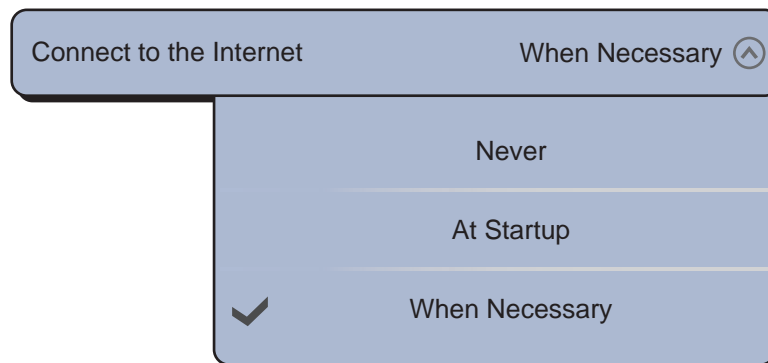 Connect to the Internet When Necessary
Never
At Startup
When Necessary